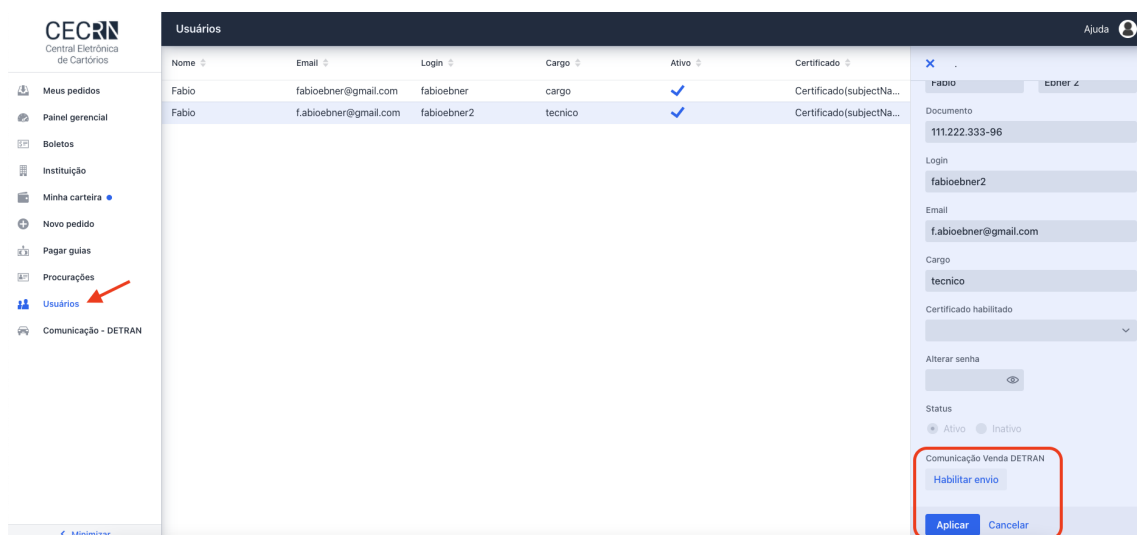 CECRN
Central Eletrônica
de Cartórios
Meus pedidos
Painel gerencial
Boletos
Instituição
Minha carteira
Novo pedido
Pagar guias
Procurações
Usuários
Comunicação - DETRAN
Minimizar
Usuários
Ajuda
Nome Email Login Cargo Ativo Certificado
Fabio fabioebner@gmail.com fabioebner cargo Certificado(subjectNa...
Fabio f.abioebner@gmail.com fabioebner2 tecnico Certificado(subjectNa...
.
Fabio Ebner 2
Documento
111.222.333-96
Login
fabioebner2
Email
f.abioebner@gmail.com
Cargo
tecnico
Certificado habilitado
Alterar senha
Status
Ativo Inativo
Comunicação Venda DETRAN
Habilitar envio
Aplicar Cancelar